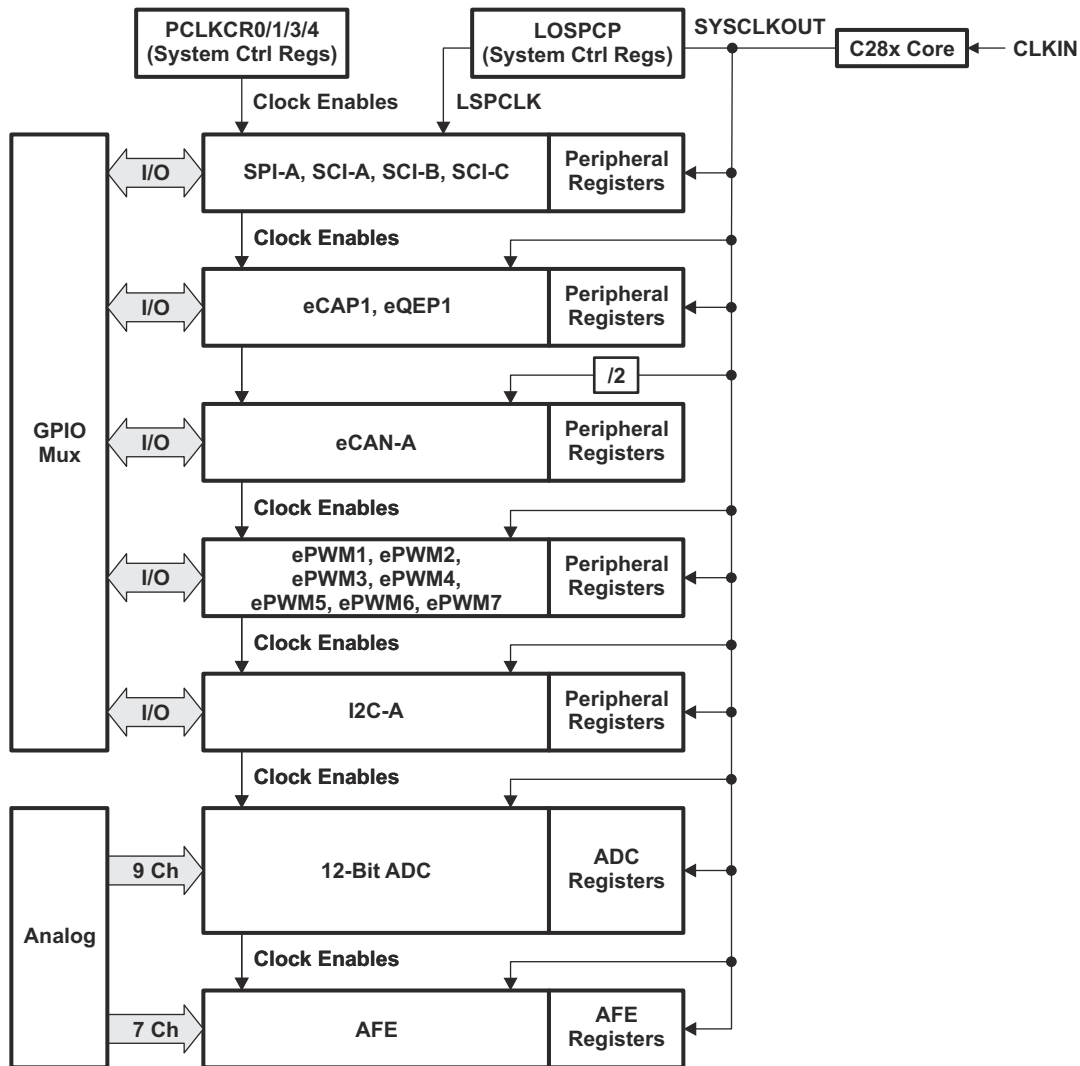 PCLKCR0/1/3/4
(System Ctrl Regs)
LOSPCP
(System Ctrl Regs)
SYSCLKOUT
C28x Core
CLKIN
Clock Enables
LSPCLK
I/O
SPI-A, SCI-A, SCI-B, SCI-C
Peripheral
Registers
Clock Enables
I/O
eCAP1, eQEP1
Peripheral
Registers
/2
GPIO
Mux
I/O
eCAN-A
Peripheral
Registers
Clock Enables
I/O
ePWM1, ePWM2,
ePWM3, ePWM4,
ePWM5, ePWM6, ePWM7
Peripheral
Registers
Clock Enables
I/O
I2C-A
Peripheral
Registers
Clock Enables
Analog
9 Ch
12-Bit ADC
ADC
Registers
Clock Enables
7 Ch
AFE
AFE
Registers